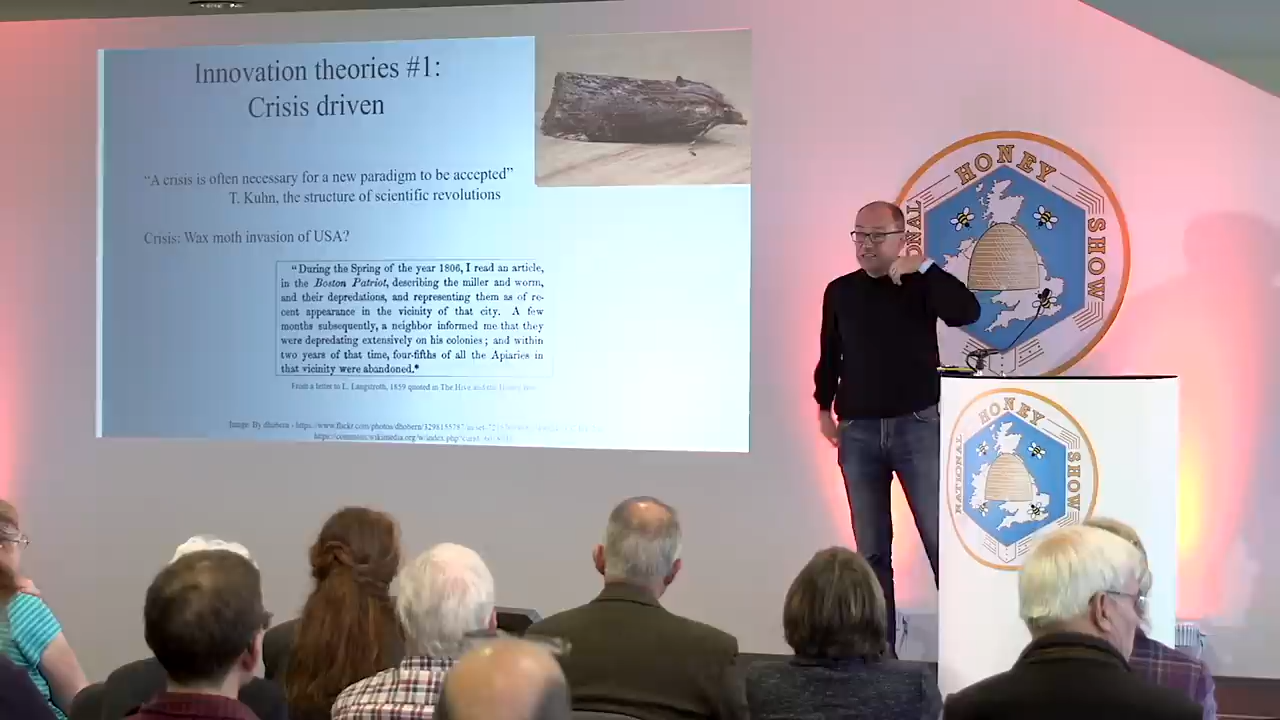 Innovation theories #1:
Crisis driven
“A crisis is often necessary for a new paradigm to be accepted”
T. Kuhn, the structure of scientific revolutions
Crisis: Wax moth invasion of USA?
“During the Spring of the year 1806, I read an article,
in the Boston Patriot, describing the miller and worm,
and their depredations, and representing them as of re-
cent appearance in the vicinity of that city. A few
months subsequently, a neighbor informed me that they
were depredating extensively on his colonies; and within
two years of that time, four-fifths of all the Apiaries in
that vicinity were abandoned.*
From a letter to L. Langstroth, 1859 quoted in The Hive and the Honey
Image: By dhobern -
HONEY
ONAL
SHOW
NATIONAL
HONEY
SHOW